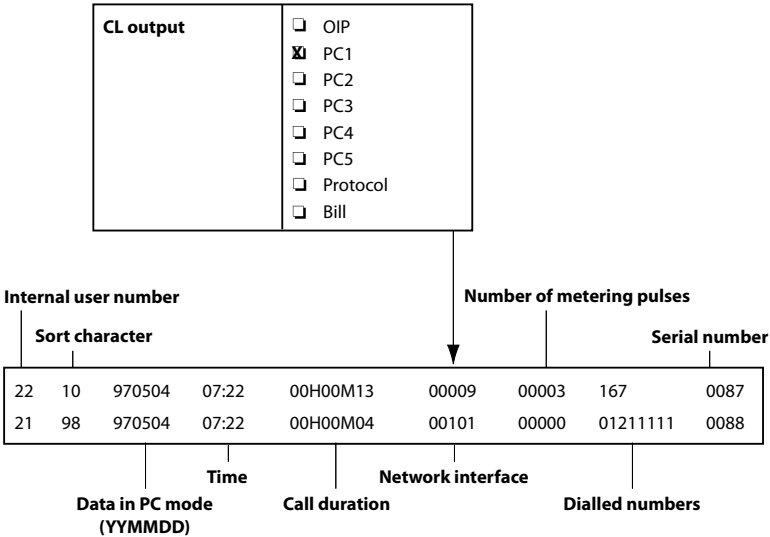 CL output
❏ OIP
X❏ PC1
❏ PC2
❏ PC3
❏ PC4
❏ PC5
❏ Protocol
❏ Bill
Internal user number
Number of metering pulses
Sort character
Serial number
22 10 970504 07:22 00H00M13 00009 00003 167 0087
21 98 970504 07:22 00H00M04 00101 00000 01211111 0088
Time
Network interface
Data in PC mode
(YYMMDD)
Call duration
Dialled numbers